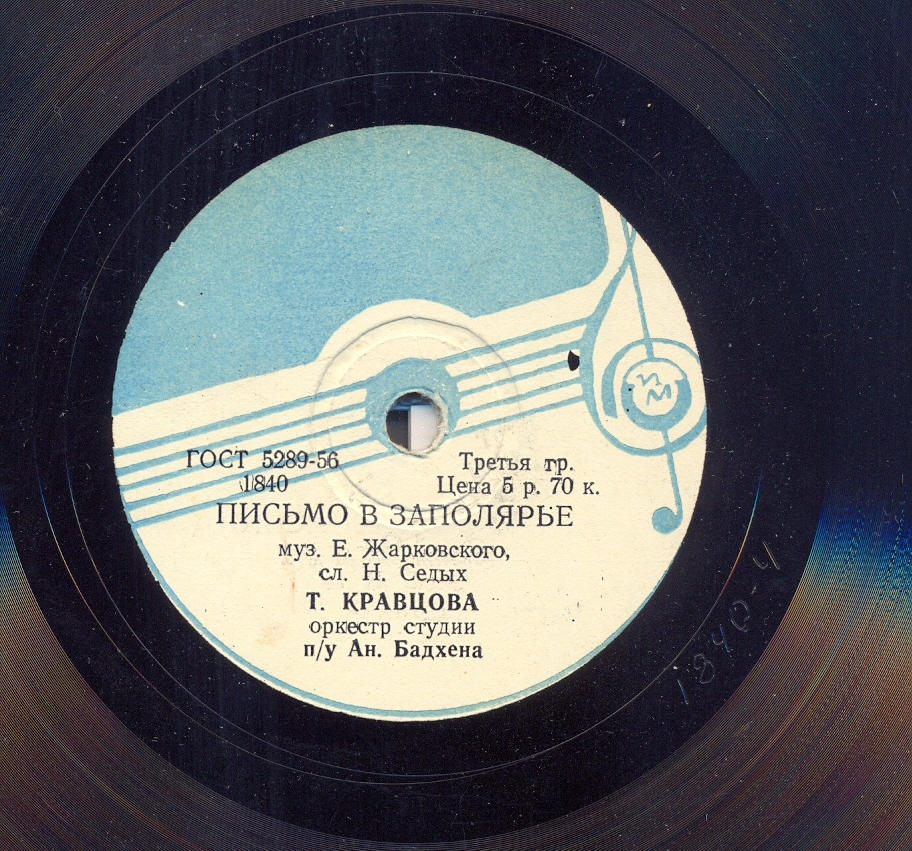 ГОСТ 5289-56 Третья гр.
1840 Цена 5 р. 70 к.
ПИСЬМО В ЗАПОЛЯРЬЕ
муз. Е. Жарковского,
сл. Н. Седых
Т. КРАВЦОВА
оркестр студии
п/у Ан. Бадхена
1840-4